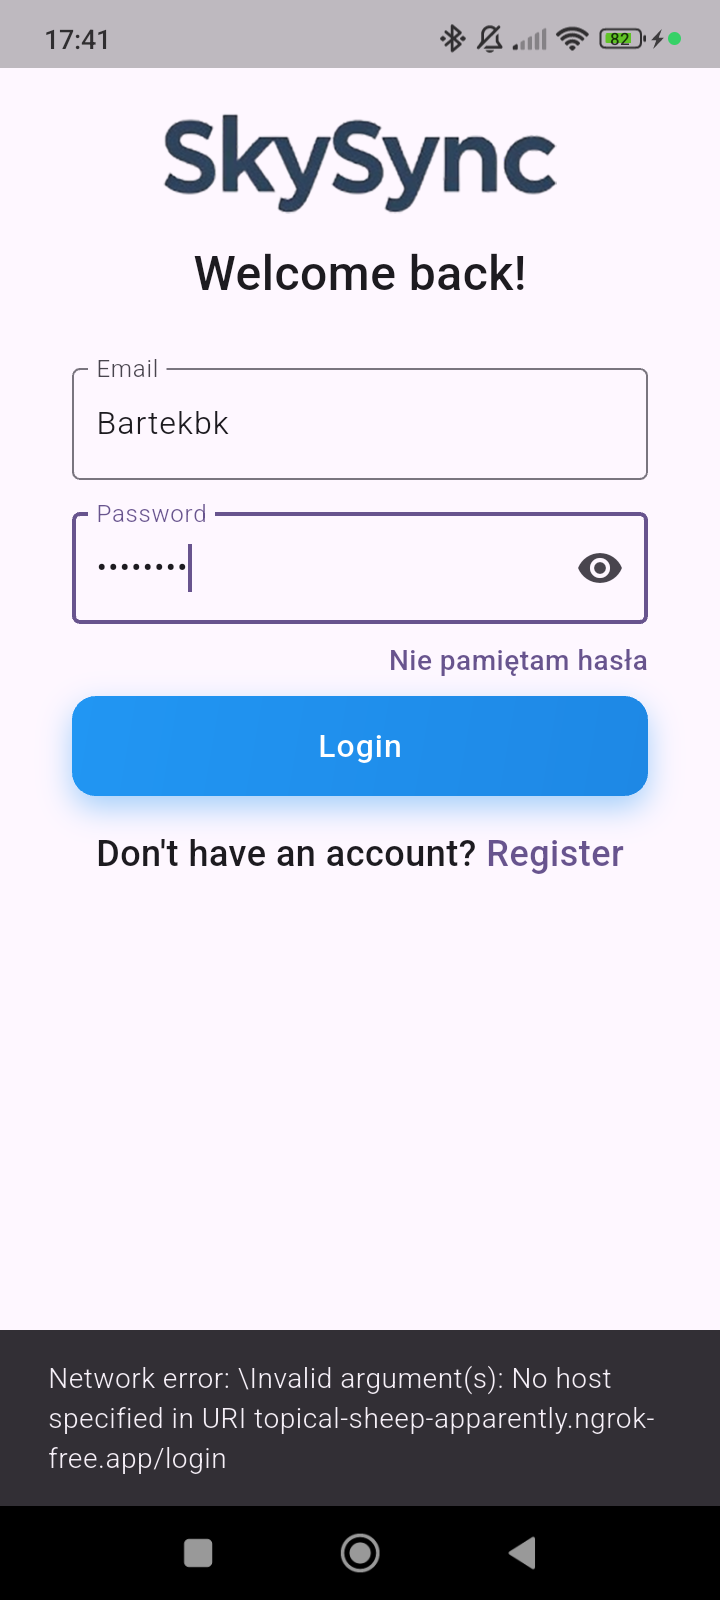 17:41
82
SkySync
Welcome back!
Email
Bartekbk
Password
••••••••
Nie pamiętam hasła
Login
Don't have an account? Register
Network error: \Invalid argument(s): No host
specified in URI topical-sheep-apparently.ngrok-
free.app/login